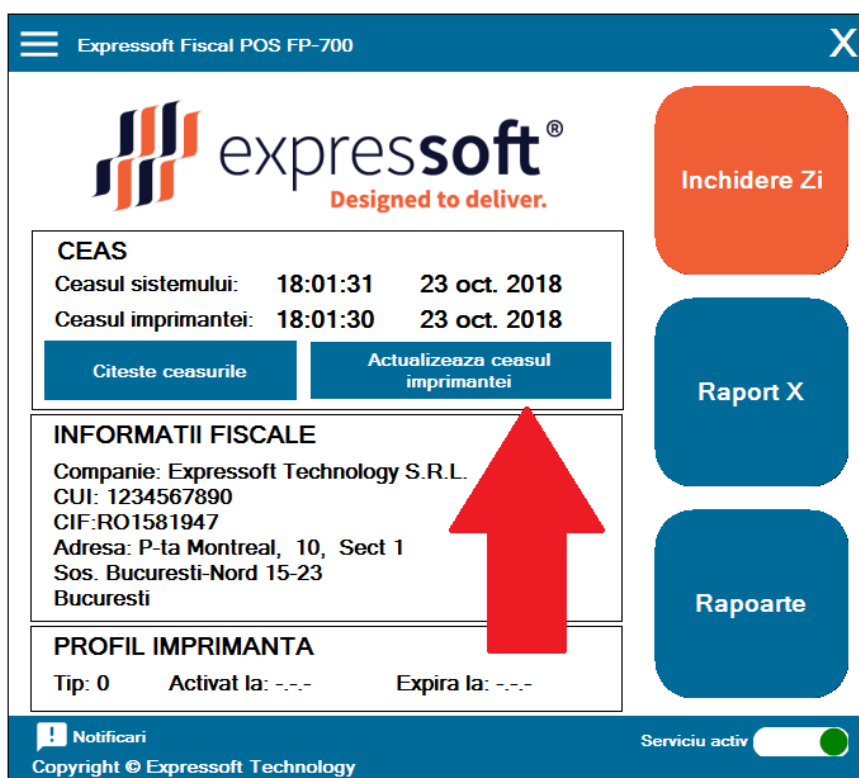 Expressoft Fiscal POS FP-700
X
expressoft®
Designed to deliver.
Inchidere Zi
CEAS
Ceasul sistemului: 18:01:31 23 oct. 2018
Ceasul imprimantei: 18:01:30 23 oct. 2018
Citeste ceasurile
Actualizeaza ceasul
imprimantei
Raport X
INFORMATII FISCALE
Companie: Expressoft Technology S.R.L.
CUI: 1234567890
CIF:RO1581947
Adresa: P-ta Montreal, 10, Sect 1
Sos. Bucuresti-Nord 15-23
Bucuresti
Rapoarte
PROFIL IMPRIMANTA
Tip: 0 Activat la: -.-.- Expira la: -.-.-
! Notificari
Serviciu activ
Copyright © Expressoft Technology